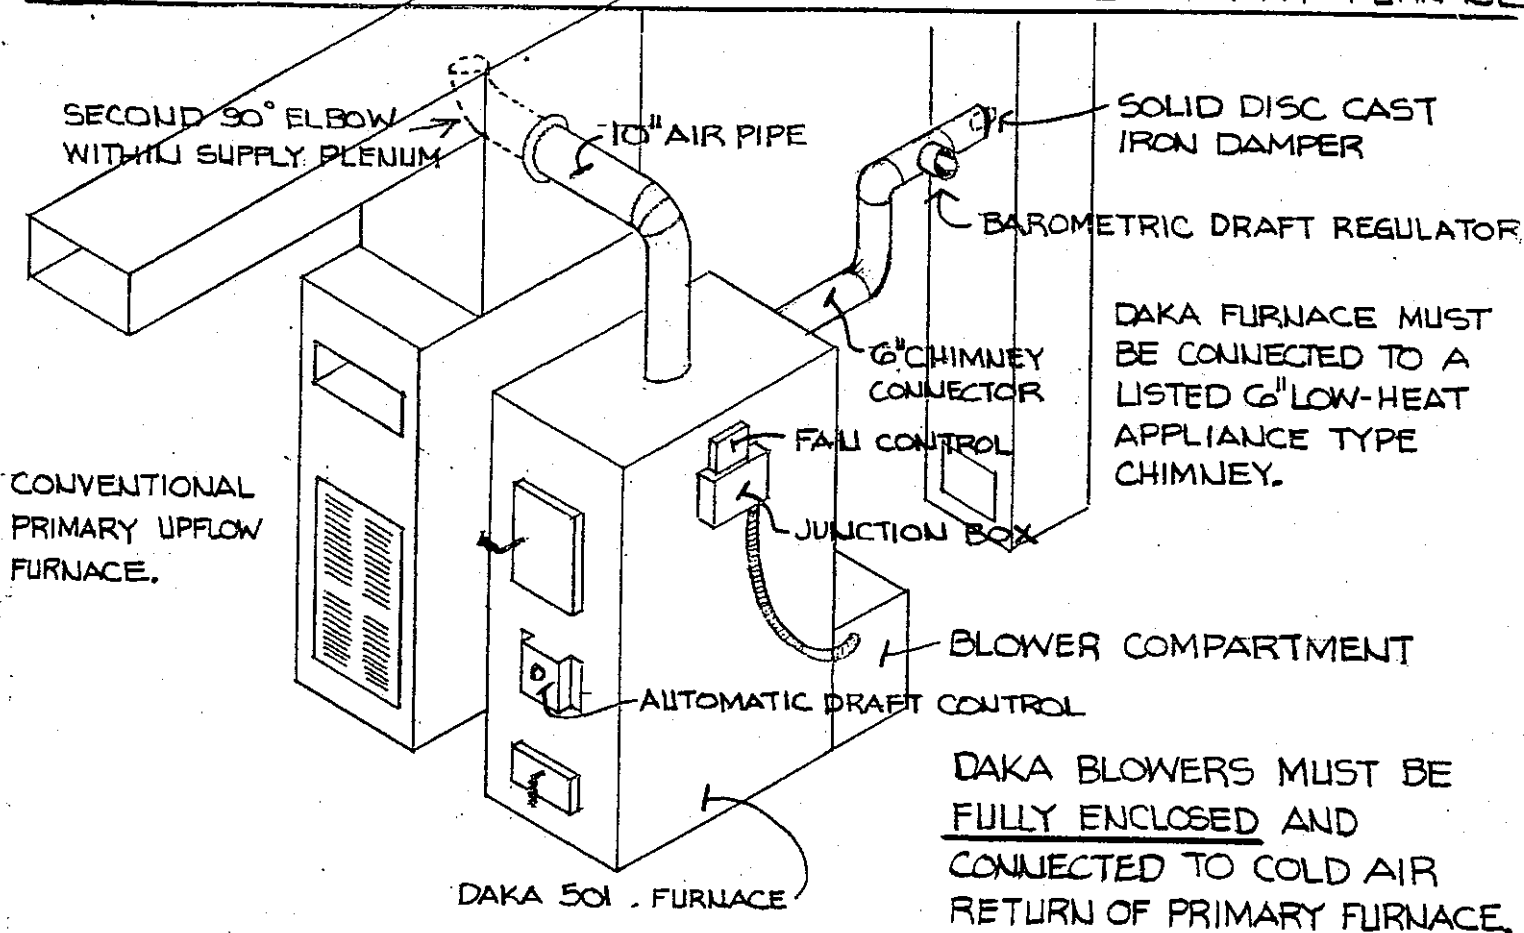 SECOND 90° ELBOW
WITHIN SUPPLY PLENUM
10" AIR PIPE
SOLID DISC CAST
IRON DAMPER
BAROMETRIC DRAFT REGULATOR
DAKA FURNACE MUST
BE CONNECTED TO A
LISTED 6" LOW-HEAT
APPLIANCE TYPE
CHIMNEY.
6" CHIMNEY
CONNECTOR
FAN CONTROL
JUNCTION BOX
CONVENTIONAL
PRIMARY UPFLOW
FURNACE.
BLOWER COMPARTMENT
AUTOMATIC DRAFT CONTROL
DAKA BLOWERS MUST BE
FULLY ENCLOSED AND
CONNECTED TO COLD AIR
RETURN OF PRIMARY FURNACE.
DAKA 501 . FURNACE